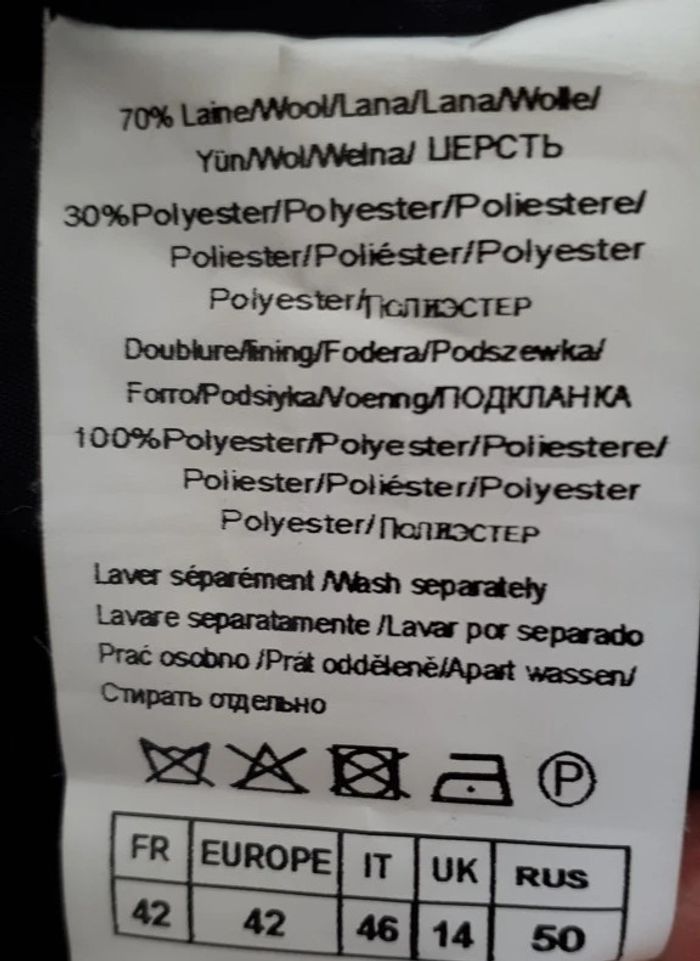 70% Laine/Wool/Lana/Lana/Wolle/
Yün/Wol/Wełna/ ЦЕРСТЬ
30%Polyester/Polyester/Poliestere/
Poliester/Poliéster/Polyester
Polyester/ПОЛИЭСТЕР
Doublure/lining/Fodera/Podszewka/
Forro/Podsiyka/Voenng/ПОДКЛАНКА
100%Polyester/Polyester/Poliestere/
Poliester/Poliéster/Polyester
Polyester/ПОЛИЭСТЕР
Laver séparément /Wash separately
Lavare separatamente /Lavar por separado
Prać osobno /Prát odděleně/Apart wassen/
Стирать отдельно
P
FR EUROPE IT UK RUS
42 42 46 14 50